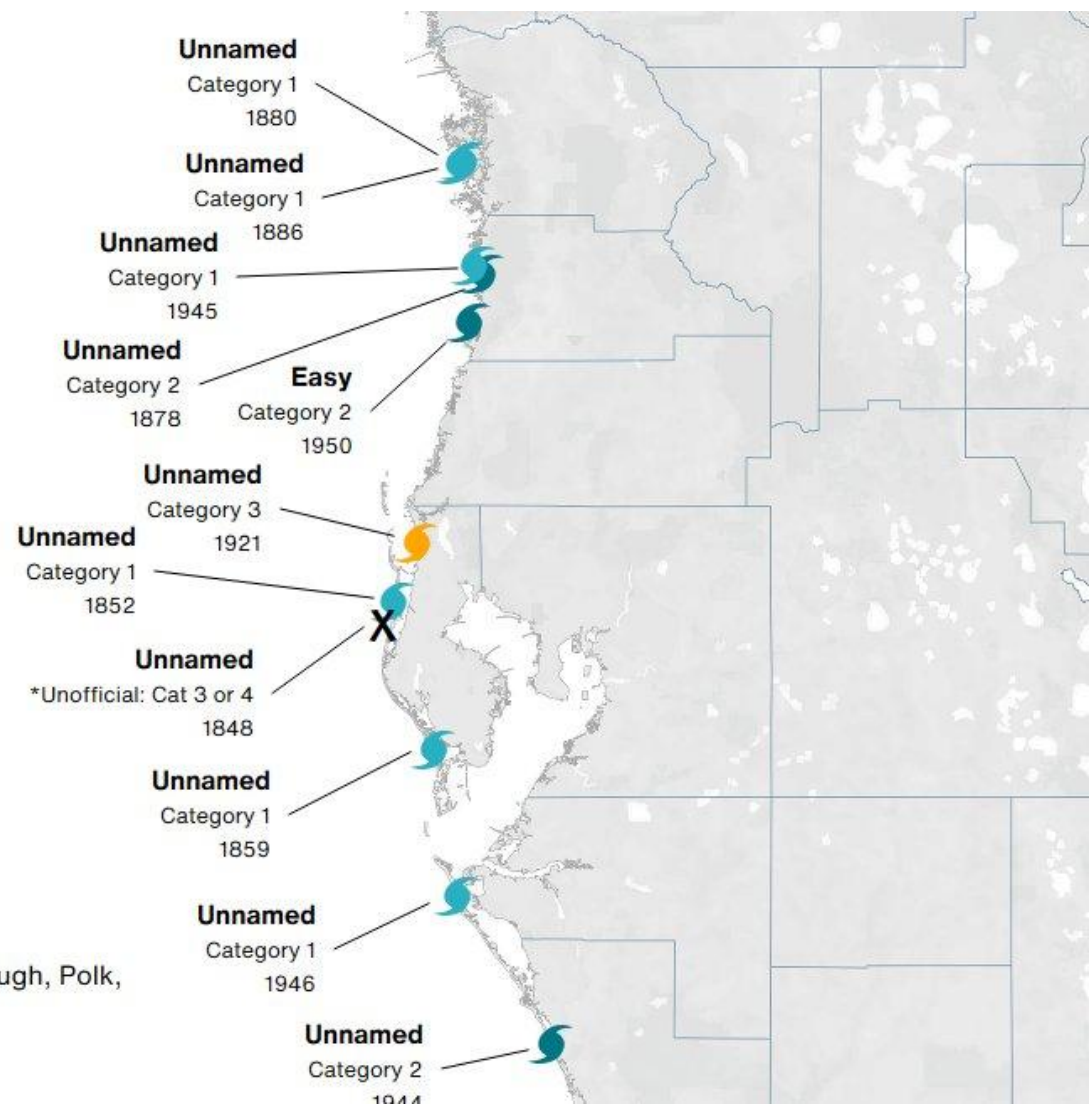 Unnamed
Category 1
1880
Unnamed
Category 1
1886
Unnamed
Category 1
1945
Unnamed
Category 2
1878
Easy
Category 2
1950
Unnamed
Category 3
1921
Unnamed
Category 1
1852
X
Unnamed
*Unofficial: Cat 3 or 4
1848
Unnamed
Category 1
1859
Unnamed
Category 1
1946
ugh, Polk,
Unnamed
Category 2
1944